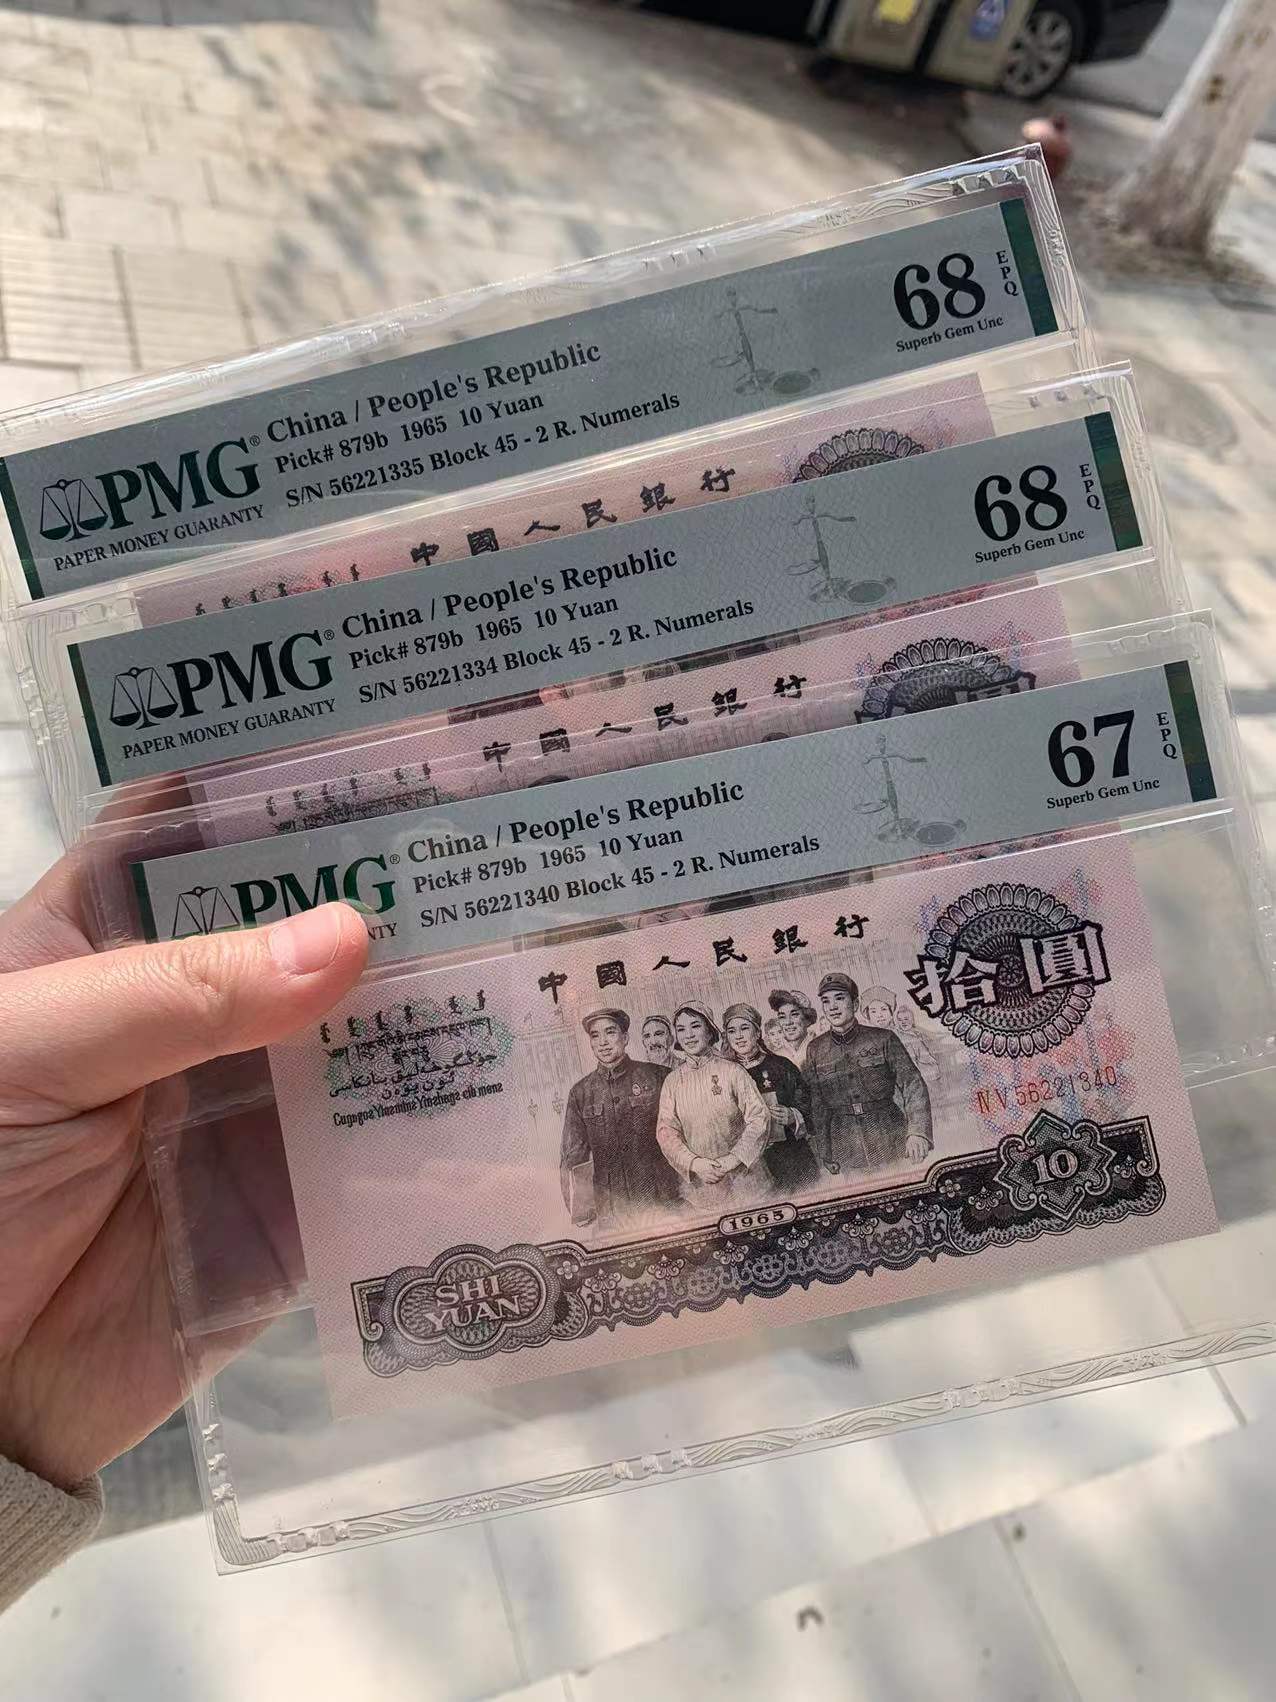 PMG®
PAPER MONEY GUARANTY
China / People's Republic
Pick# 879b 1965 10 Yuan
S/N 56221335 Block 45 - 2 R. Numerals
68
EPQ
Superb Gem Unc
中國人民銀行
PMG®
PAPER MONEY GUARANTY
China / People's Republic
Pick# 879b 1965 10 Yuan
S/N 56221334 Block 45 - 2 R. Numerals
68
EPQ
Superb Gem Unc
中國人民銀行
PMG®
NTY
China / People's Republic
Pick# 879b 1965 10 Yuan
S/N 56221340 Block 45 - 2 R. Numerals
67
EPQ
Superb Gem Unc
中國人民銀行
拾圓
NV 56221340
10
1965
SHI
YUAN